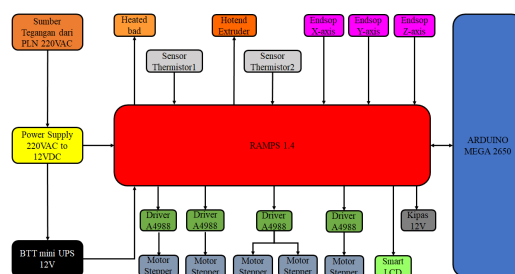 Sumber
Tegangan dari
PLN 220VAC
Heated
bad
Hotend
Extruder
Endsop
X-axis
Endsop
Y-axis
Endsop
Z-axis
Sensor
Thermistor1
Sensor
Thermistor2
Power Supply
220VAC to
12VDC
RAMPS 1.4
ARDUINO
MEGA 2650
Driver
A4988
Driver
A4988
Driver
A4988
Driver
A4988
Kipas
12V
BTT mini UPS
12V
Motor
Stepper
Motor
Stepper
Motor
Stepper
Motor
Stepper
Motor
Stepper
Smart
LCD